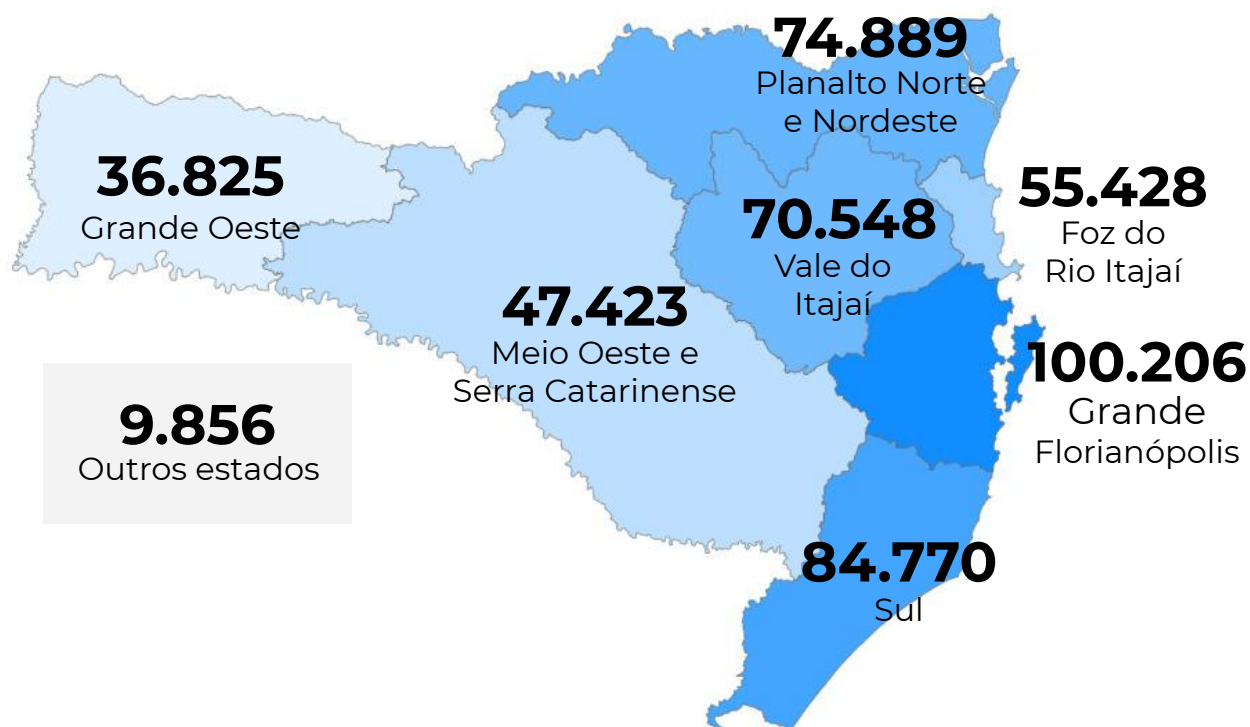 74.889
Planalto Norte
e Nordeste
36.825
Grande Oeste
55.428
Foz do
Rio Itajaí
70.548
Vale do
Itajaí
47.423
Meio Oeste e
Serra Catarinense
100.206
Grande
Florianópolis
9.856
Outros estados
84.770
Sul